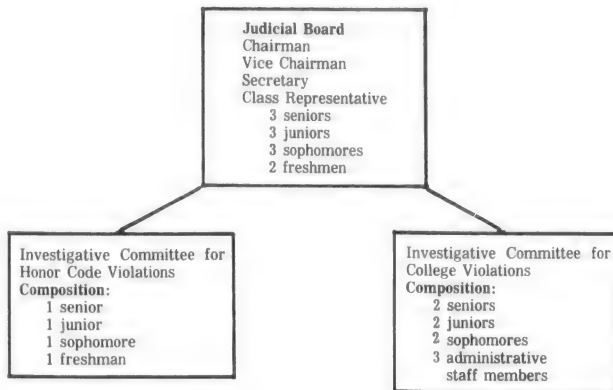 Judicial Board
Chairman
Vice Chairman
Secretary
Class Representative
3 seniors
3 juniors
3 sophomores
2 freshmen
Investigative Committee for
Honor Code Violations
Composition:
1 senior
1 junior
1 sophomore
1 freshman
Investigative Committee for
College Violations
Composition:
2 seniors
2 juniors
2 sophomores
3 administrative
staff members